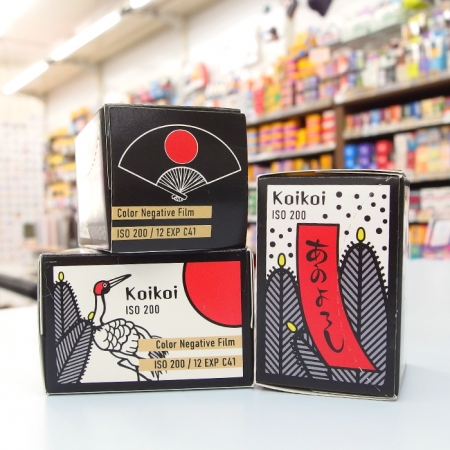 Color Negative Film
ISO 200 / 12 EXP C41
Koikoi
ISO 200
Color Negative Film
ISO 200 / 12 EXP C41
Koikoi
ISO 200
あのよろし